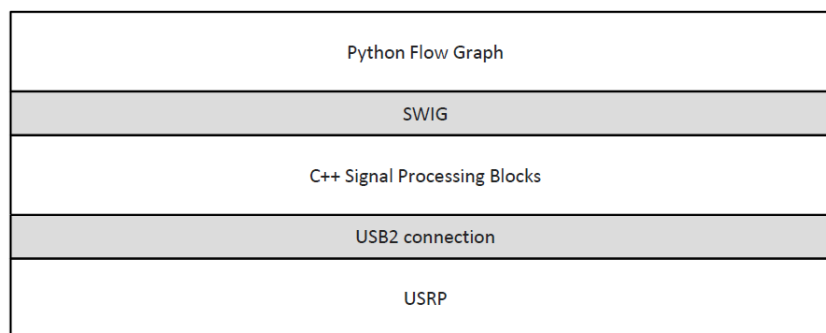 Python Flow Graph
SWIG
C++ Signal Processing Blocks
USB2 connection
USRP